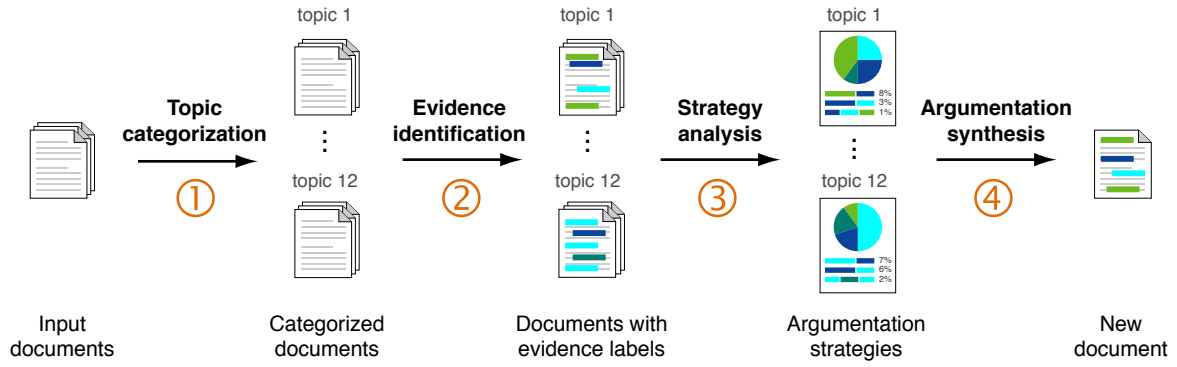 topic 1
topic 1
topic 1
Topic
categorization
Evidence
identification
Strategy
analysis
Argumentation
synthesis
8%
3%
1%
⋮
⋮
⋮
①
②
③
④
topic 12
topic 12
topic 12
7%
6%
2%
Input
documents
Categorized
documents
Documents with
evidence labels
Argumentation
strategies
New
document